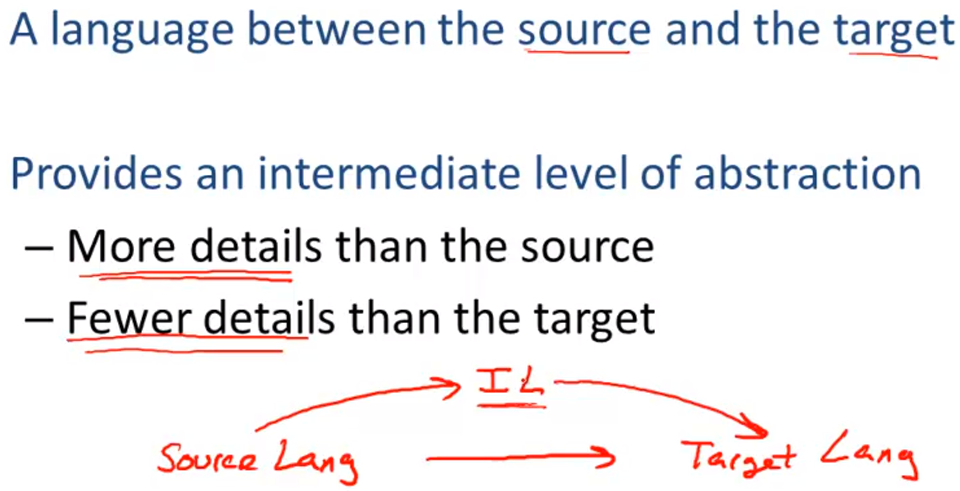 A language between the source and the target
Provides an intermediate level of abstraction
– More details than the source
– Fewer details than the target
IL
Source Lang
Target Lang